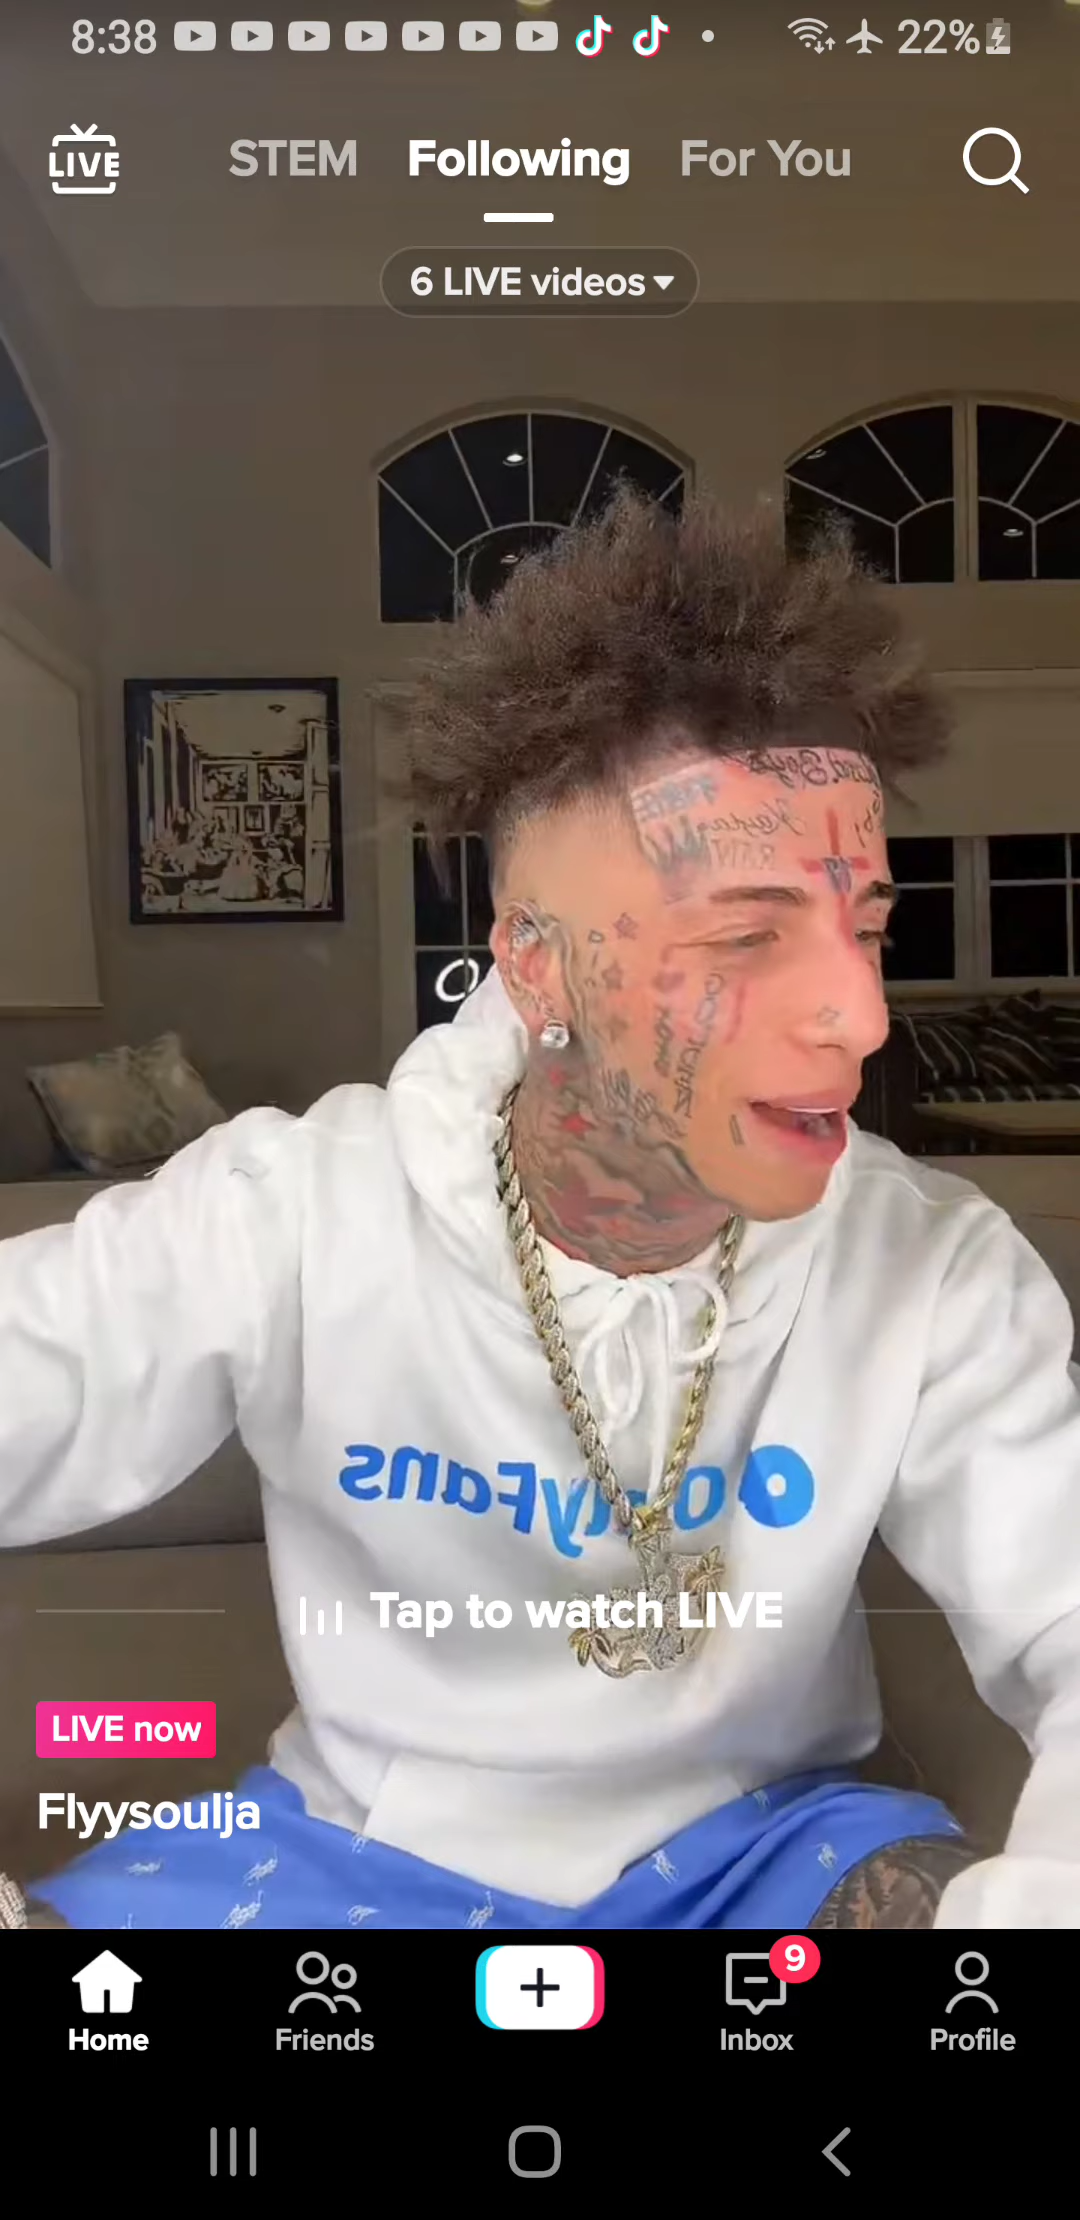 8:38
22%
LIVE
STEM
Following
For You
6 LIVE videos
OnlyFans
Tap to watch LIVE
LIVE now
Flyysoulja
9
Home
Friends
Inbox
Profile